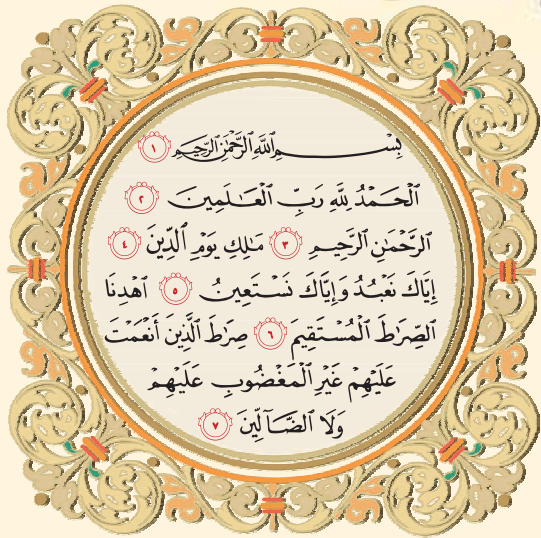 بِسْمِ ٱللَّهِ ٱلرَّحْمَٰنِ ٱلرَّحِيمِ ١
ٱلْحَمْدُ لِلَّهِ رَبِّ ٱلْعَٰلَمِينَ ٢
ٱلرَّحْمَٰنِ ٱلرَّحِيمِ ٣ مَٰلِكِ يَوْمِ ٱلدِّينِ ٤
إِيَّاكَ نَعْبُدُ وَإِيَّاكَ نَسْتَعِينُ ٥ ٱهْدِنَا
ٱلصِّرَٰطَ ٱلْمُسْتَقِيمَ ٦ صِرَٰطَ ٱلَّذِينَ أَنْعَمْتَ
عَلَيْهِمْ غَيْرِ ٱلْمَغْضُوبِ عَلَيْهِمْ
وَلَا ٱلضَّآلِّينَ ٧